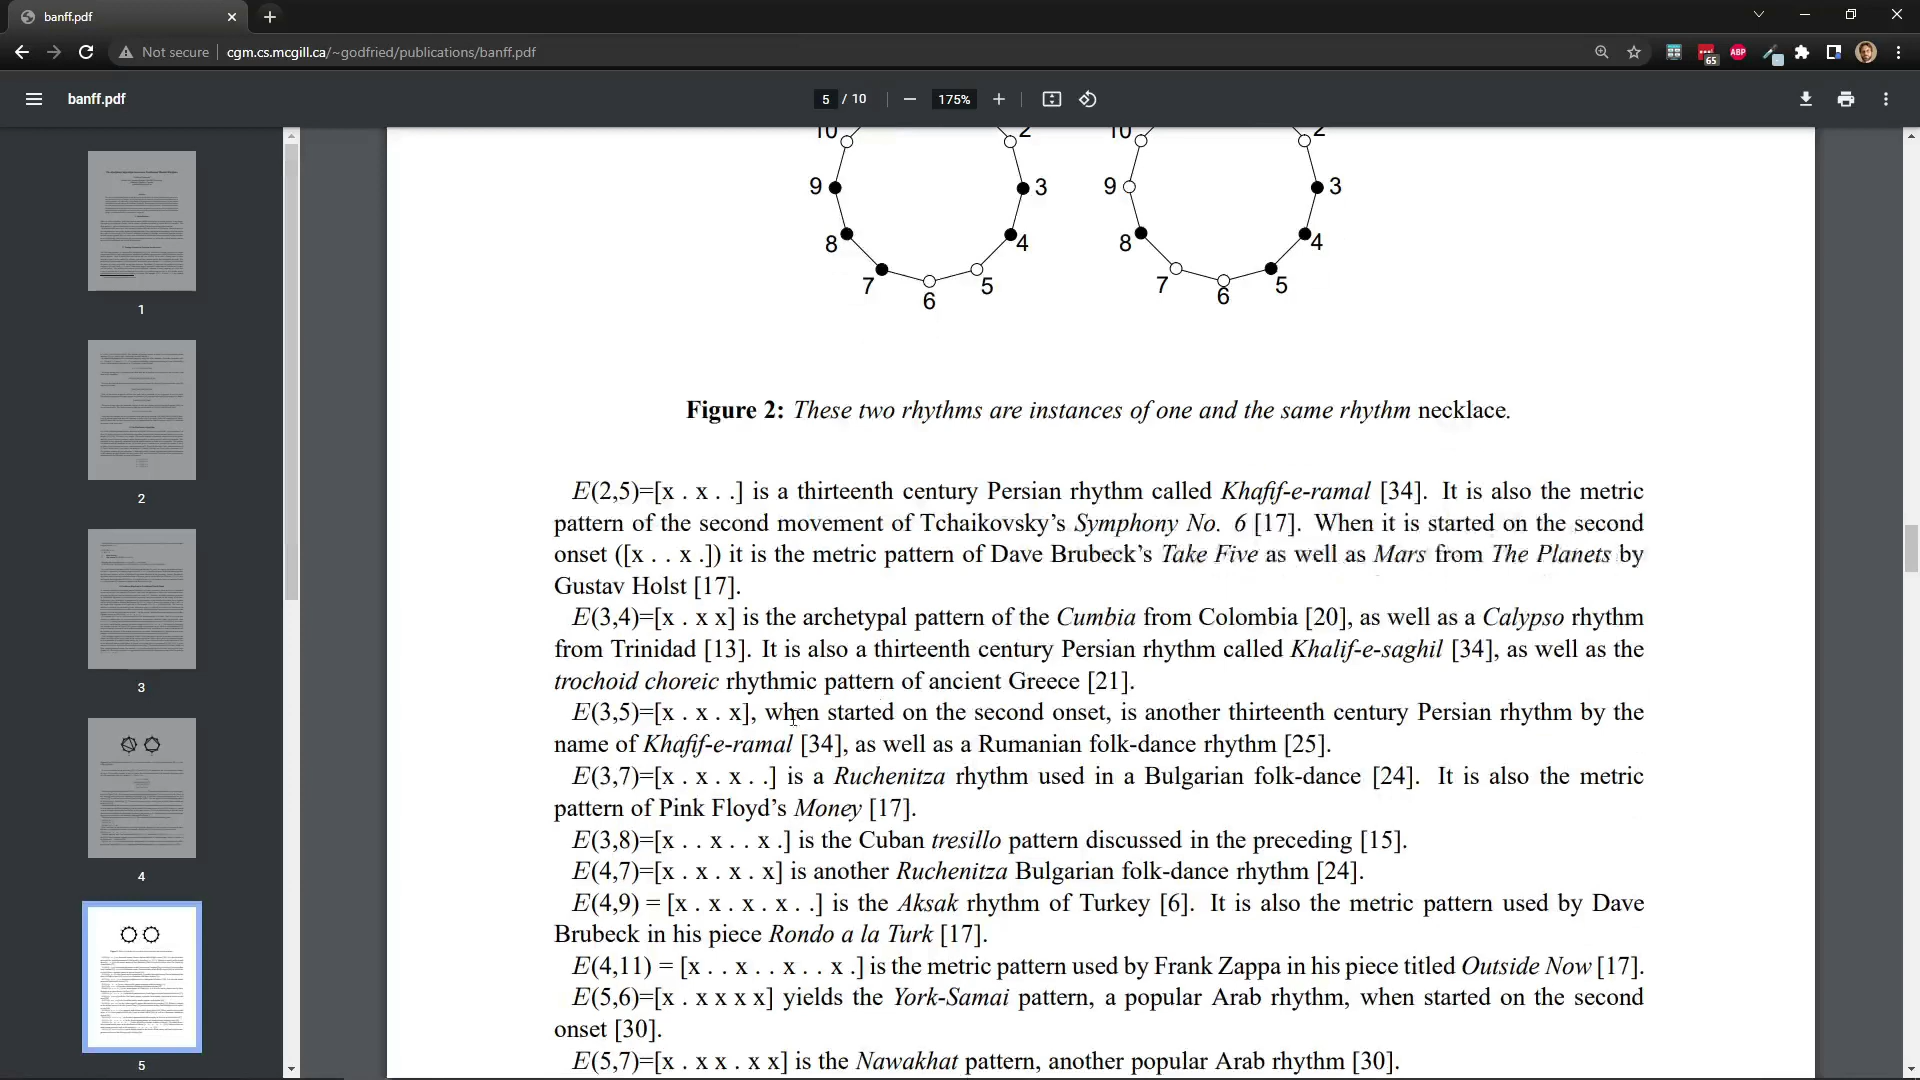 banff.pdf
Not secure
cgm.cs.mcgill.ca/~godfried/publications/banff.pdf
65
ABP
banff.pdf
5 / 10
175%
1
2
3
4
5
10 2 10 2
9 3 9 3
8 4 8 4
7 6 5 7 6 5
Figure 2: These two rhythms are instances of one and the same rhythm necklace.
E(2,5)=[x . x . .] is a thirteenth century Persian rhythm called Khafif-e-ramal [34]. It is also the metric
pattern of the second movement of Tchaikovsky’s Symphony No. 6 [17]. When it is started on the second
onset ([x . . x .]) it is the metric pattern of Dave Brubeck’s Take Five as well as Mars from The Planets by
Gustav Holst [17].
E(3,4)=[x . x x] is the archetypal pattern of the Cumbia from Colombia [20], as well as a Calypso rhythm
from Trinidad [13]. It is also a thirteenth century Persian rhythm called Khalif-e-saghil [34], as well as the
trochoid choreic rhythmic pattern of ancient Greece [21].
E(3,5)=[x . x . x], when started on the second onset, is another thirteenth century Persian rhythm by the
name of Khafif-e-ramal [34], as well as a Rumanian folk-dance rhythm [25].
E(3,7)=[x . x . x . .] is a Ruchenitza rhythm used in a Bulgarian folk-dance [24]. It is also the metric
pattern of Pink Floyd’s Money [17].
E(3,8)=[x . . x . . x .] is the Cuban tresillo pattern discussed in the preceding [15].
E(4,7)=[x . x . x . x] is another Ruchenitza Bulgarian folk-dance rhythm [24].
E(4,9) = [x . x . x . x . .] is the Aksak rhythm of Turkey [6]. It is also the metric pattern used by Dave
Brubeck in his piece Rondo a la Turk [17].
E(4,11) = [x . . x . . x . . x .] is the metric pattern used by Frank Zappa in his piece titled Outside Now [17].
E(5,6)=[x . x x x x] yields the York-Samai pattern, a popular Arab rhythm, when started on the second
onset [30].
E(5,7)=[x . x x . x x] is the Nawakhat pattern, another popular Arab rhythm [30].